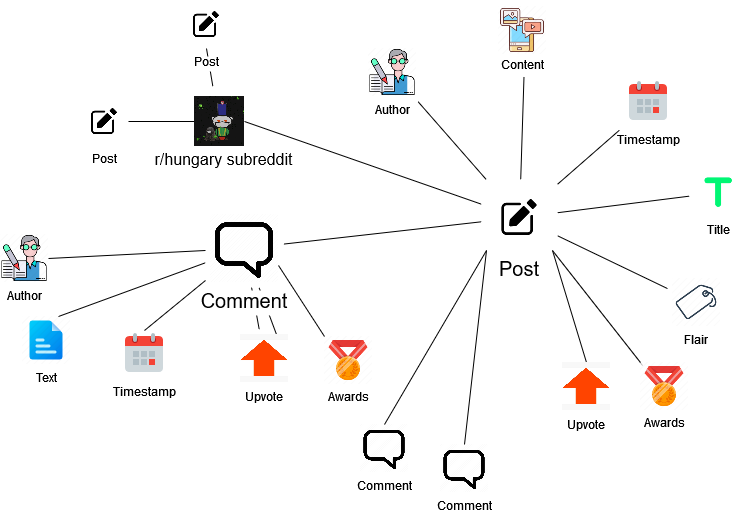 Post
Content
Author
Timestamp
Post
r/hungary subreddit
Title
Post
Author
Comment
Flair
Text
Timestamp
Upvote
Awards
Upvote
Awards
Comment
Comment